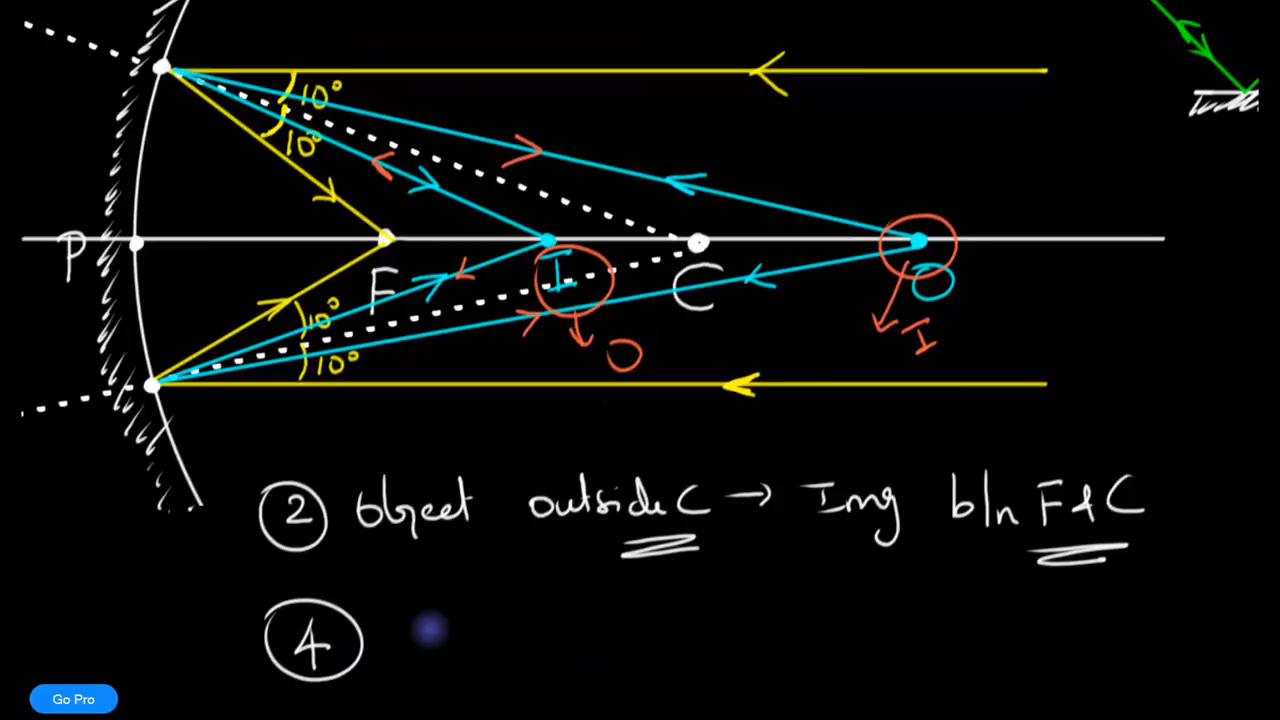 10°
10°
P
F
I
C
O
I
O
10°
10°
② object outside C → Img b/n F & C
④
Go Pro